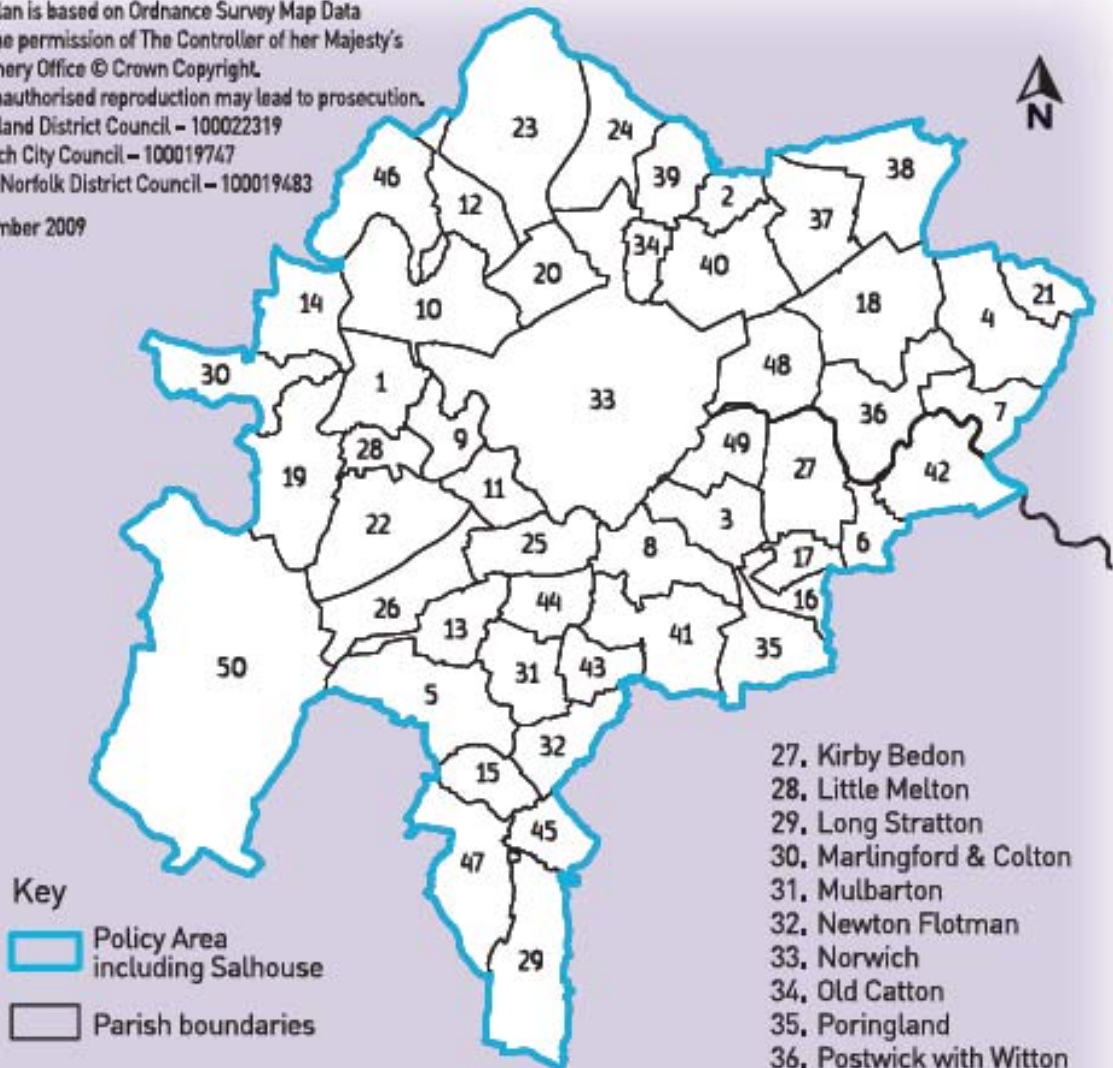 lan is based on Ordnance Survey Map Data
e permission of The Controller of her Majesty's
nery Office © Crown Copyright.
authorised reproduction may lead to prosecution.
land District Council – 100022319
ch City Council – 100019747
Norfolk District Council – 100019483
mber 2009
N
23
24
38
46
39
2
12
37
34
40
20
14
10
18
21
4
30
48
1
33
36
7
9
49
28
27
42
19
11
3
22
25
8
6
17
44
16
26
13
41
35
50
31
43
5
32
15
45
47
29
Key
Policy Area
including Salhouse
Parish boundaries
27. Kirby Bedon
28. Little Melton
29. Long Stratton
30. Marlingford & Colton
31. Mulbarton
32. Newton Flotman
33. Norwich
34. Old Catton
35. Poringland
36. Postwick with Witton